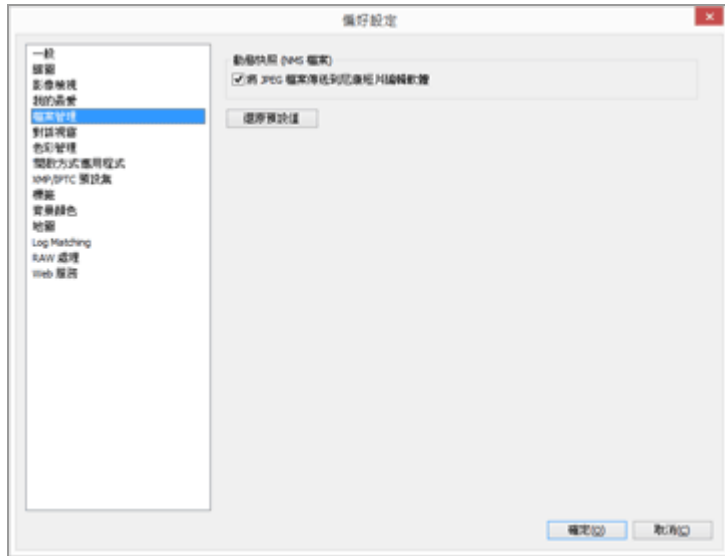 偏好設定
一般
縮圖
影像檢視
我的最愛
檔案管理
對話視窗
色彩管理
開啟方式應用程式
XMP/IPTC 預設集
標籤
背景顏色
地圖
Log Matching
RAW 處理
Web 服務
動態快照 (NMS 檔案)
將 JPEG 檔案傳送到尼康短片編輯軟體
還原預設值
確定(O)
取消(C)